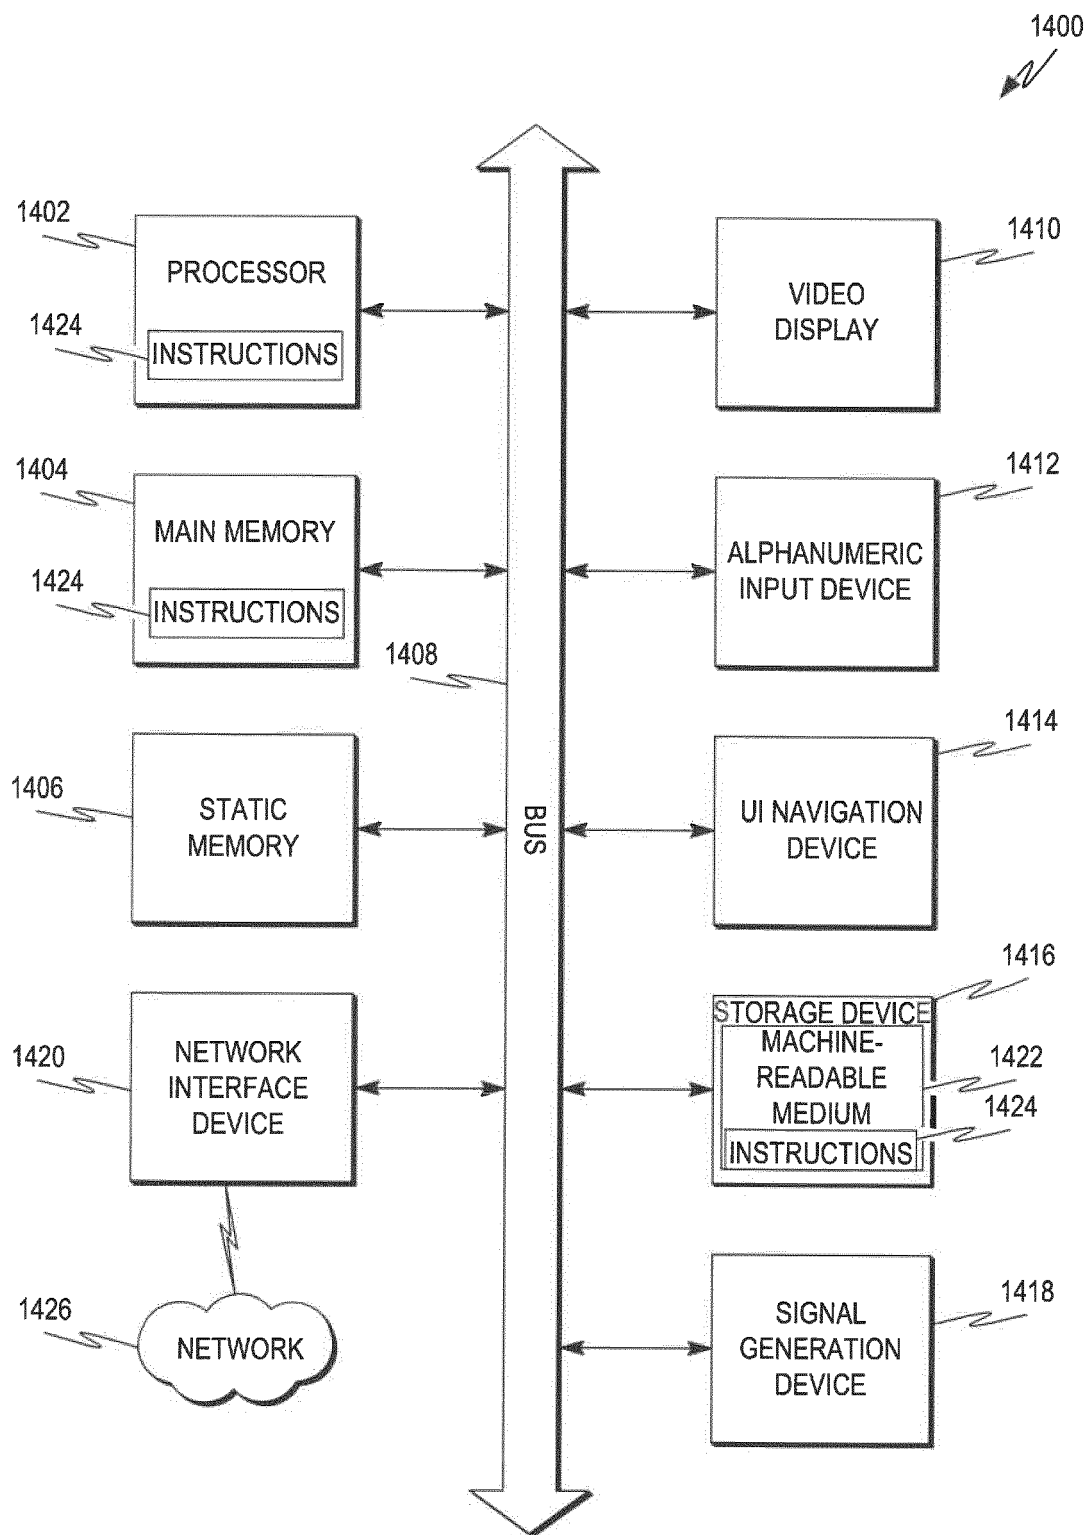 1400
1402
PROCESSOR
1424
INSTRUCTIONS
1410
VIDEO
DISPLAY
1404
MAIN MEMORY
1424
INSTRUCTIONS
1412
ALPHANUMERIC
INPUT DEVICE
1408
BUS
1406
STATIC
MEMORY
1414
UI NAVIGATION
DEVICE
1420
NETWORK
INTERFACE
DEVICE
1416
STORAGE DEVICE
MACHINE-
READABLE
MEDIUM
1422
1424
INSTRUCTIONS
1426
NETWORK
1418
SIGNAL
GENERATION
DEVICE